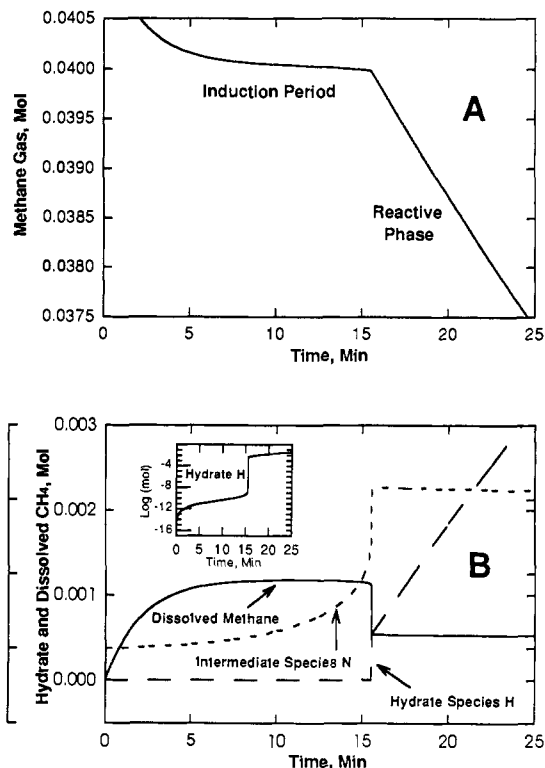 0.0405
0.0400
0.0395
0.0390
0.0385
0.0380
0.0375
Methane Gas, Mol
Induction Period
A
Reactive
Phase
0 5 10 15 20 25
Time, Min
0.003
0.002
0.001
0.000
Hydrate and Dissolved CH4, Mol
-4
-8
-12
-16
Log (mol)
Hydrate H
0 5 10 15 20 25
Time, Min
B
Dissolved Methane
Intermediate Species N
Hydrate Species H
0 5 10 15 20 25
Time, Min